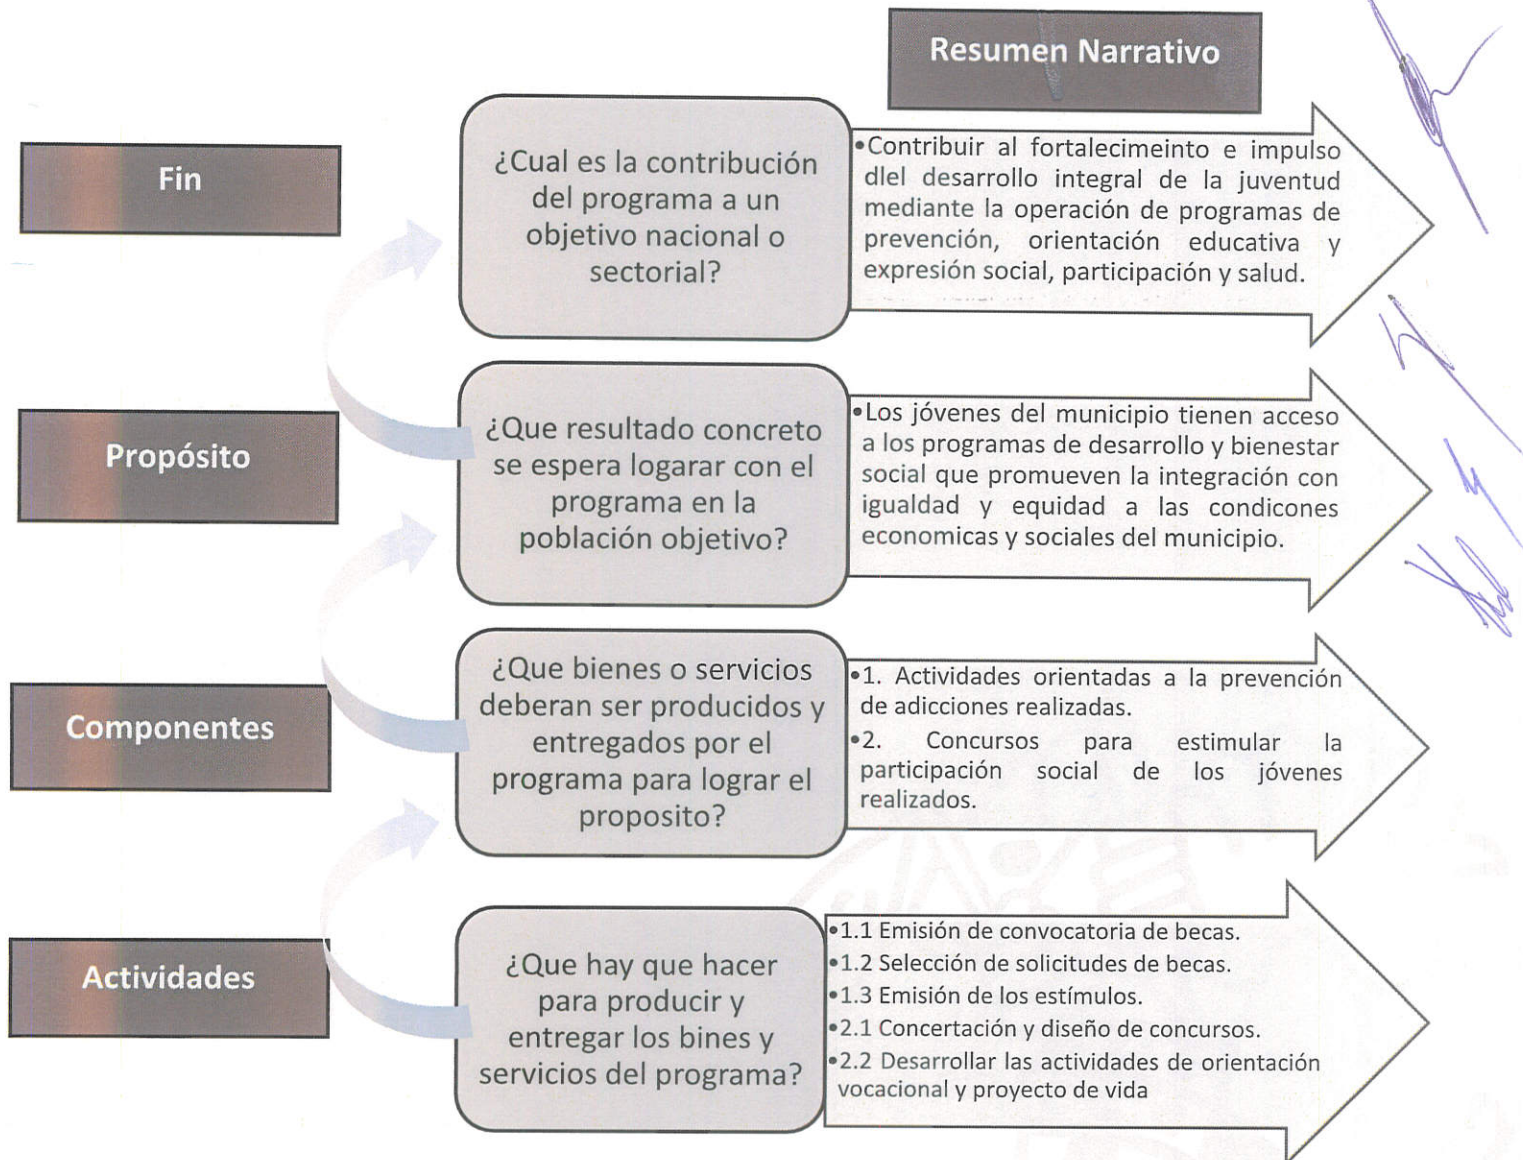 Resumen Narrativo
Fin
¿Cual es la contribución
del programa a un
objetivo nacional o
sectorial?
•Contribuir al fortalecimeinto e impulso
dlel desarrollo integral de la juventud
mediante la operación de programas de
prevención, orientación educativa y
expresión social, participación y salud.
Propósito
¿Que resultado concreto
se espera logarar con el
programa en la
población objetivo?
•Los jóvenes del municipio tienen acceso
a los programas de desarrollo y bienestar
social que promueven la integración con
igualdad y equidad a las condicones
economicas y sociales del municipio.
Componentes
¿Que bienes o servicios
deberan ser producidos y
entregados por el
programa para lograr el
proposito?
•1. Actividades orientadas a la prevención
de adicciones realizadas.
•2. Concursos para estimular la
participación social de los jóvenes
realizados.
Actividades
¿Que hay que hacer
para producir y
entregar los bines y
servicios del programa?
•1.1 Emisión de convocatoria de becas.
•1.2 Selección de solicitudes de becas.
•1.3 Emisión de los estímulos.
•2.1 Concertación y diseño de concursos.
•2.2 Desarrollar las actividades de orientación
vocacional y proyecto de vida